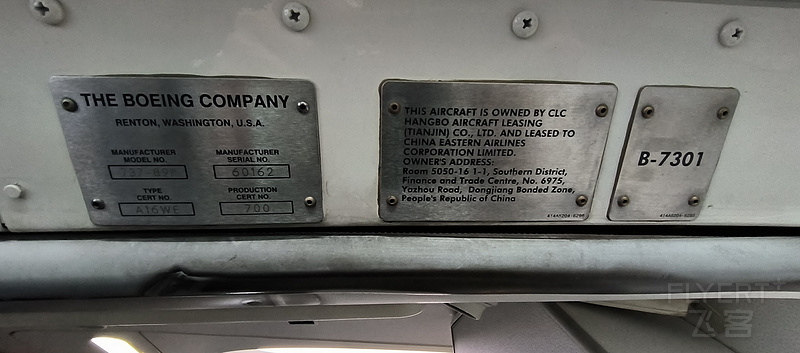 THE BOEING COMPANY
RENTON, WASHINGTON, U.S.A.
MANUFACTURER
MODEL NO.
737-89P
MANUFACTURER
SERIAL NO.
60162
TYPE
CERT NO.
A16WE
PRODUCTION
CERT NO.
700
THIS AIRCRAFT IS OWNED BY CLC
HANGBO AIRCRAFT LEASING
(TIANJIN) CO., LTD. AND LEASED TO
CHINA EASTERN AIRLINES
CORPORATION LIMITED.
OWNER'S ADDRESS:
Room 5050-16 1-1, Southern District,
Finance and Trade Centre, No. 6975,
Yazhou Road, Dongjiang Bonded Zone,
People's Republic of China
B-7301
FLYERT
飞客